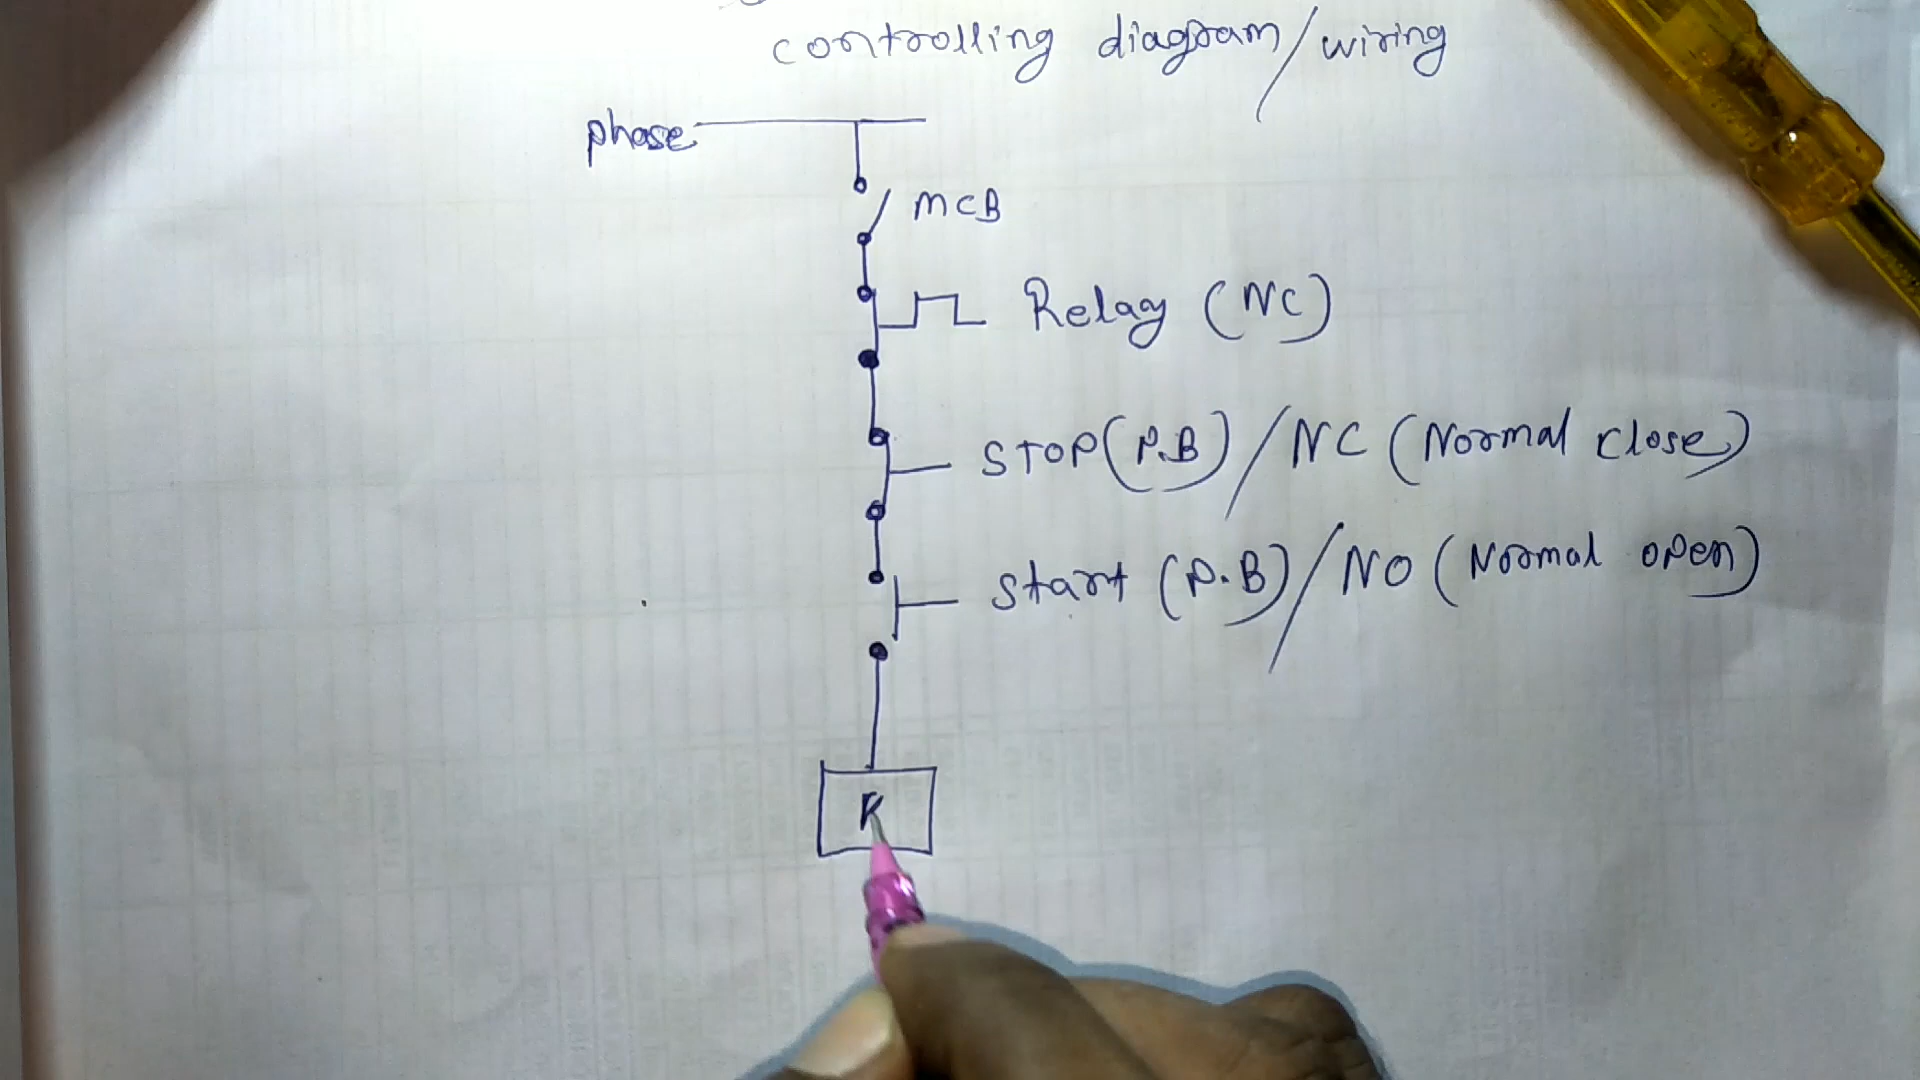 controlling diagram/wiring
phase
MCB
Relay (NC)
STOP(P.B)/NC (Normal close)
Start (P.B)/NO (Normal open)
K